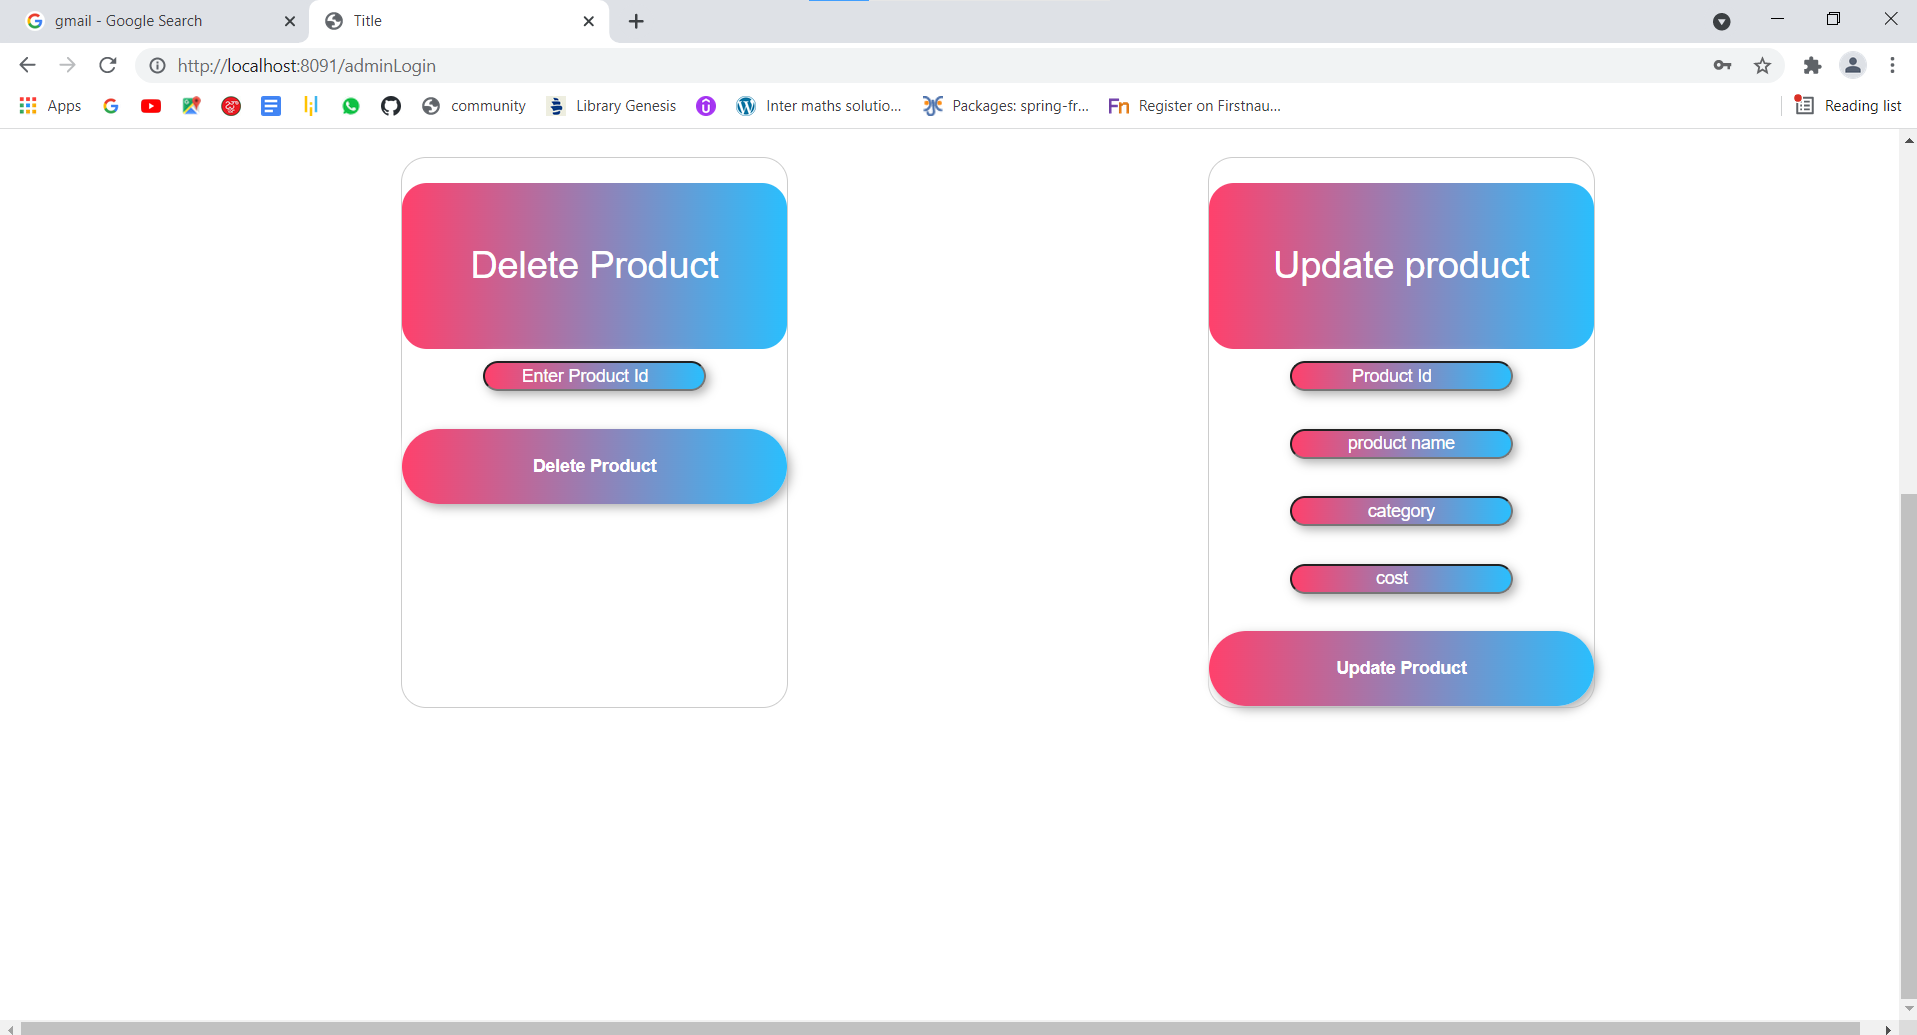 gmail - Google Search
Title
http://localhost:8091/adminLogin
Apps
community
Library Genesis
Inter maths solutio...
Packages: spring-fr...
Fn
Register on Firstnau...
Reading list
Delete Product
Enter Product Id
Delete Product
Update product
Product Id
product name
category
cost
Update Product